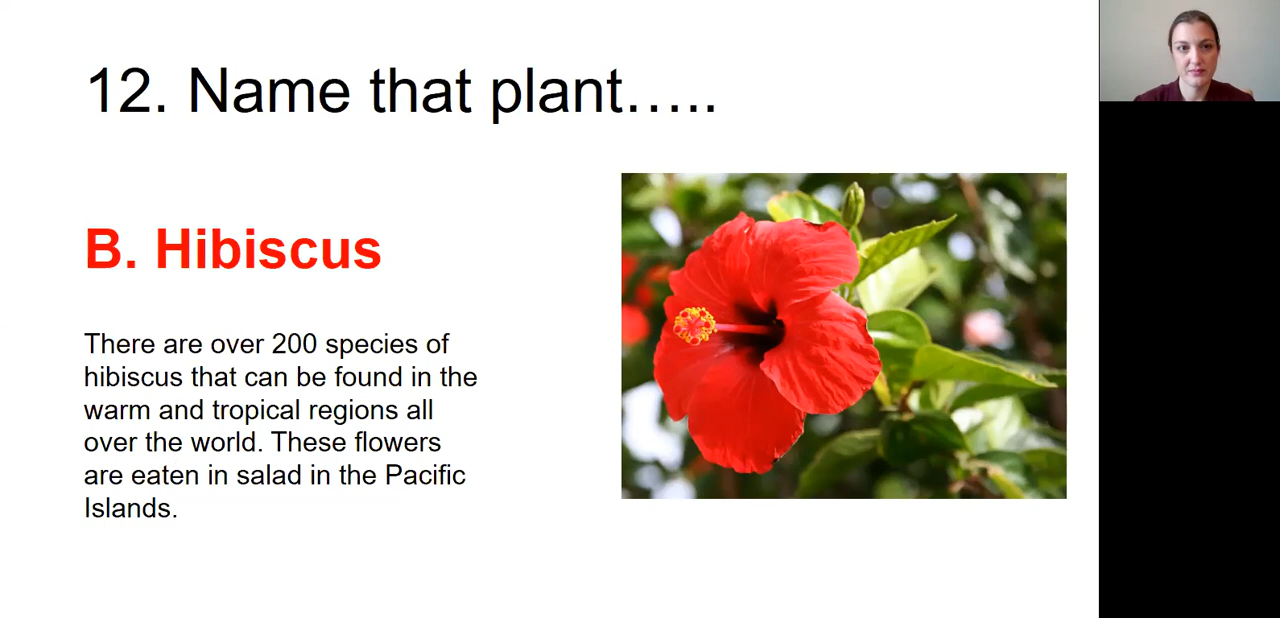 12. Name that plant…..
B. Hibiscus
There are over 200 species of
hibiscus that can be found in the
warm and tropical regions all
over the world. These flowers
are eaten in salad in the Pacific
Islands.